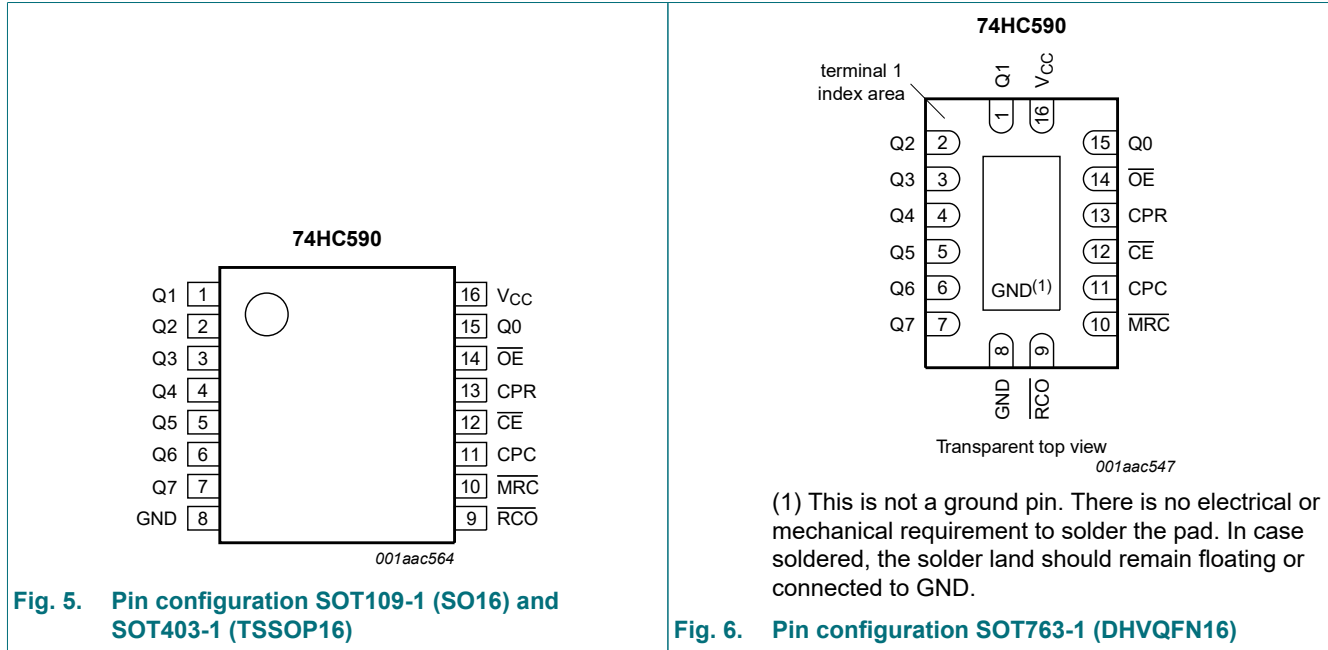 74HC590
Q1 1
Q2 2
Q3 3
Q4 4
Q5 5
Q6 6
Q7 7
GND 8
16 VCC
15 Q0
14 OE
13 CPR
12 CE
11 CPC
10 MRC
9 RCO
001aac564
Fig. 5. Pin configuration SOT109-1 (SO16) and
SOT403-1 (TSSOP16)
74HC590
terminal 1
index area
Q1
VCC
1
16
Q2 2
Q3 3
Q4 4
Q5 5
Q6 6
Q7 7
15 Q0
14 OE
13 CPR
12 CE
11 CPC
10 MRC
GND(1)
8
9
GND
RCO
Transparent top view
001aac547
(1) This is not a ground pin. There is no electrical or
mechanical requirement to solder the pad. In case
soldered, the solder land should remain floating or
connected to GND.
Fig. 6. Pin configuration SOT763-1 (DHVQFN16)